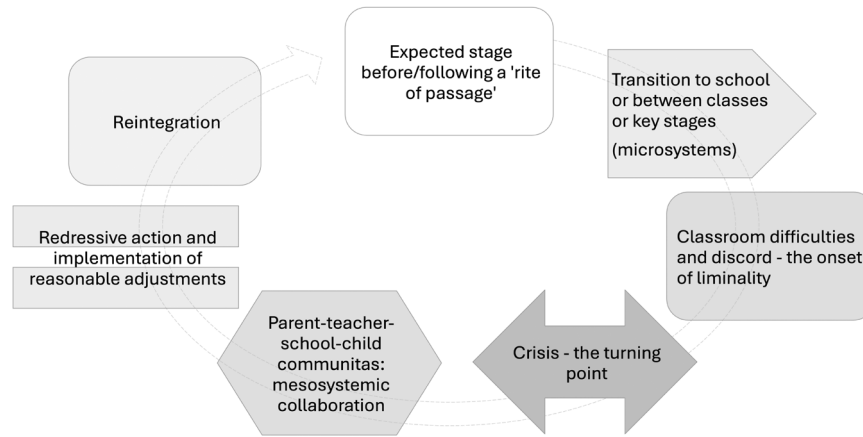 Expected stage
before/following a 'rite
of passage'
Transition to school
or between classes
or key stages
(microsystems)
Classroom difficulties
and discord - the onset
of liminality
Crisis - the turning
point
Parent-teacher-
school-child
communitas:
mesosystemic
collaboration
Redressive action and
implementation of
reasonable adjustments
Reintegration